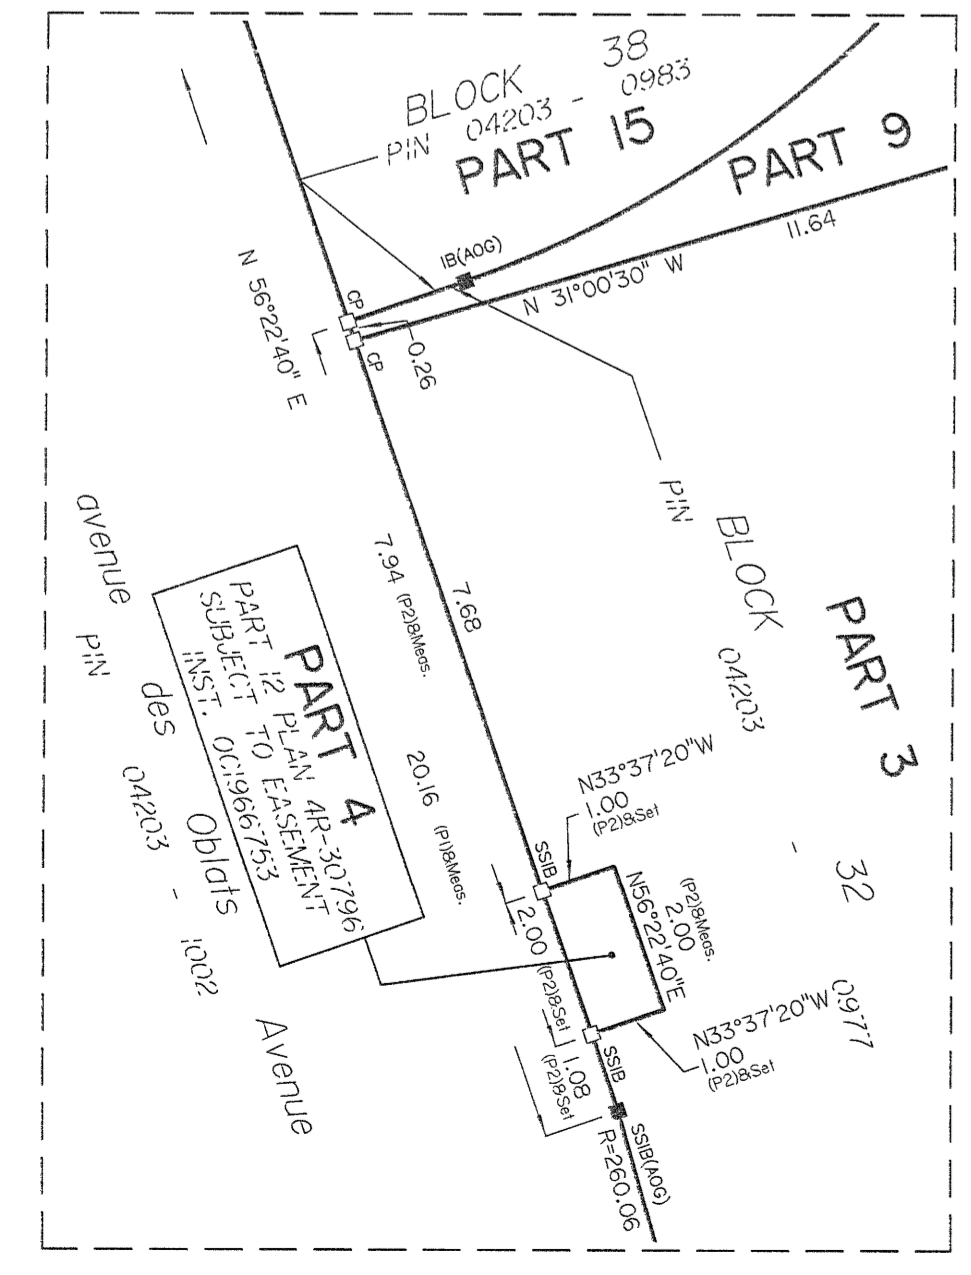 BLOCK 38
PIN 04203 - 0983
PART 15
PART 9
11.64
IB(AOG)
N 31°00'30" W
CP
CP
0.26
N 56°22'40" E
PIN
BLOCK 32
04203 - 0977
PART 3
7.94 (P2)&Meas.
7.68
20.16 (P1)&Meas.
PART 4
PART 12 PLAN 4R-30796
SUBJECT TO EASEMENT
INST. OC1966753
avenue des Oblats Avenue
PIN 04203 - 1002
N33°37'20"W
1.00
(P2)&Set
SSIB
(P2)&Meas.
2.00
N56°22'40"E
2.00 (P2)&Set
N33°37'20"W
1.00
(P2)&Set
SSIB
1.08
(P2)&Set
SSIB(AOG)
R=260.06